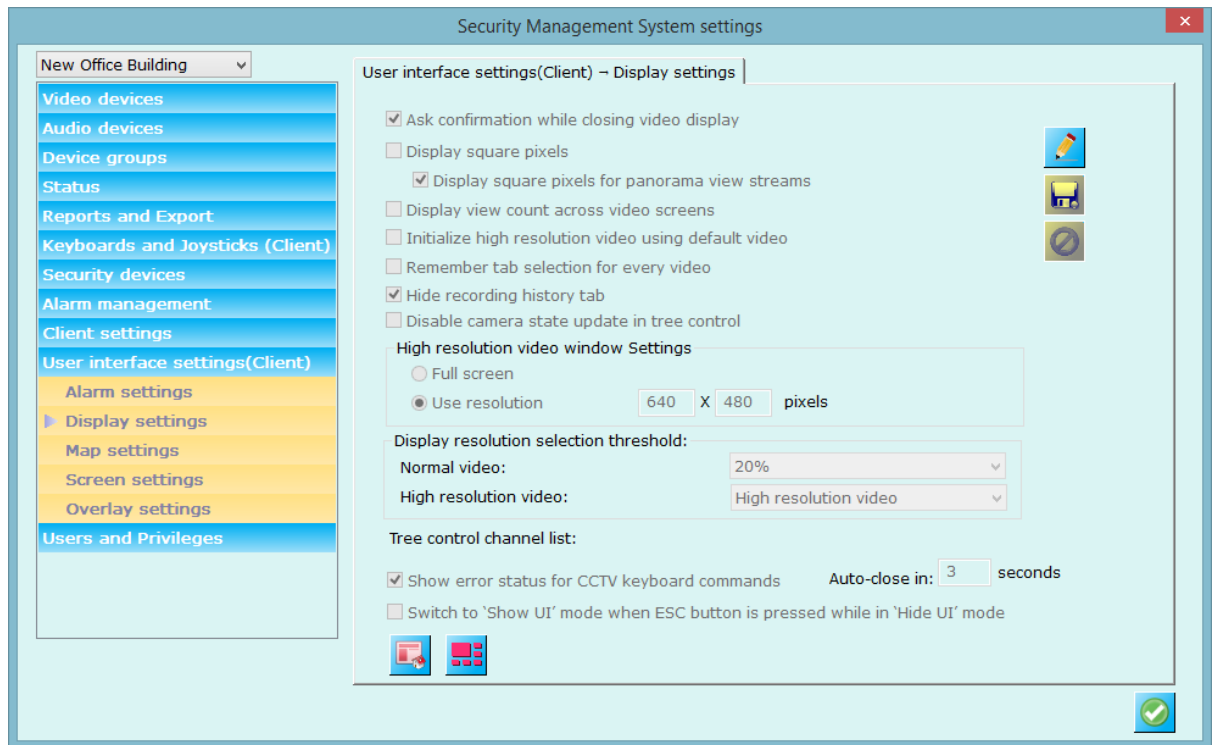 Security Management System settings
New Office Building
Video devices
Audio devices
Device groups
Status
Reports and Export
Keyboards and Joysticks (Client)
Security devices
Alarm management
Client settings
User interface settings(Client)
Alarm settings
Display settings
Map settings
Screen settings
Overlay settings
Users and Privileges
User interface settings(Client) → Display settings
Ask confirmation while closing video display
Display square pixels
Display square pixels for panorama view streams
Display view count across video screens
Initialize high resolution video using default video
Remember tab selection for every video
Hide recording history tab
Disable camera state update in tree control
High resolution video window Settings
Full screen
Use resolution 640 X 480 pixels
Display resolution selection threshold:
Normal video: 20%
High resolution video: High resolution video
Tree control channel list:
Show error status for CCTV keyboard commands Auto-close in: 3 seconds
Switch to ‘Show UI’ mode when ESC button is pressed while in ‘Hide UI’ mode